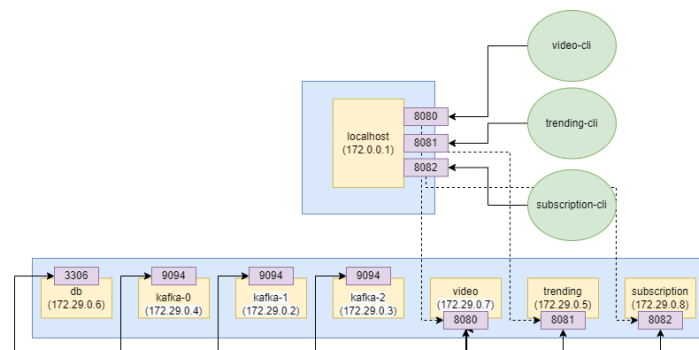 video-cli
8080
localhost
(172.0.0.1)
trending-cli
8081
8082
subscription-cli
3306
db
(172.29.0.6)
9094
kafka-0
(172.29.0.4)
9094
kafka-1
(172.29.0.2)
9094
kafka-2
(172.29.0.3)
video
(172.29.0.7)
8080
trending
(172.29.0.5)
8081
subscription
(172.29.0.8)
8082